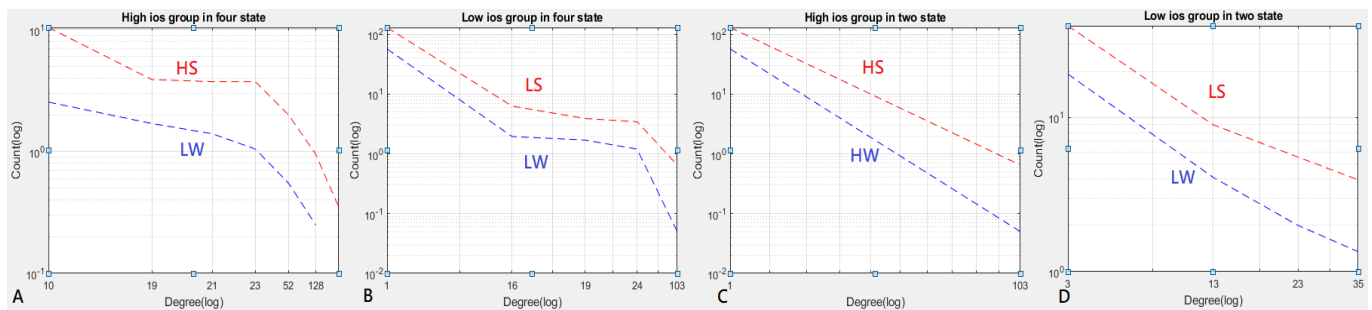 High ios group in four state
10^1
10^0
10^-1
Count(log)
HS
LW
10 19 21 23 52 128
Degree(log)
A
Low ios group in four state
10^2
10^1
10^0
10^-1
10^-2
Count(log)
LS
LW
1 16 19 24 103
Degree(log)
B
High ios group in two state
10^2
10^1
10^0
10^-1
10^-2
Count(log)
HS
HW
1 103
Degree(log)
C
Low ios group in two state
10^1
10^0
Count(log)
LS
LW
3 13 23 35
Degree(log)
D